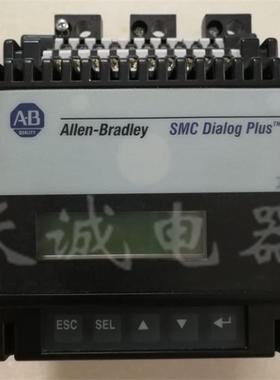 AB
QUALITY
Allen-Bradley SMC Dialog Plus™
天诚电器
ESC SEL ▲ ▼ ↵